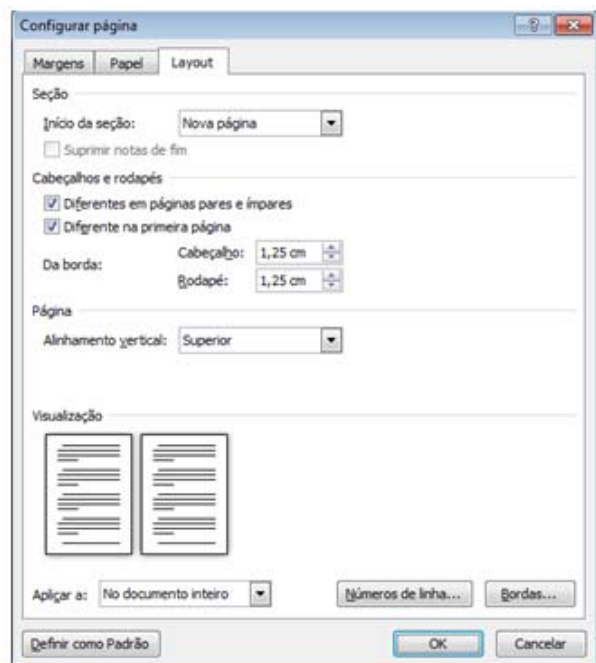 Configurar página
Margens Papel Layout
Seção
Início da seção: Nova página
Suprimir notas de fim
Cabeçalhos e rodapés
Diferentes em páginas pares e ímpares
Diferente na primeira página
Cabeçalho: 1,25 cm
Da borda:
Rodapé: 1,25 cm
Página
Alinhamento vertical: Superior
Visualização
Aplicar a: No documento inteiro Números de linha... Bordas...
Definir como Padrão OK Cancelar